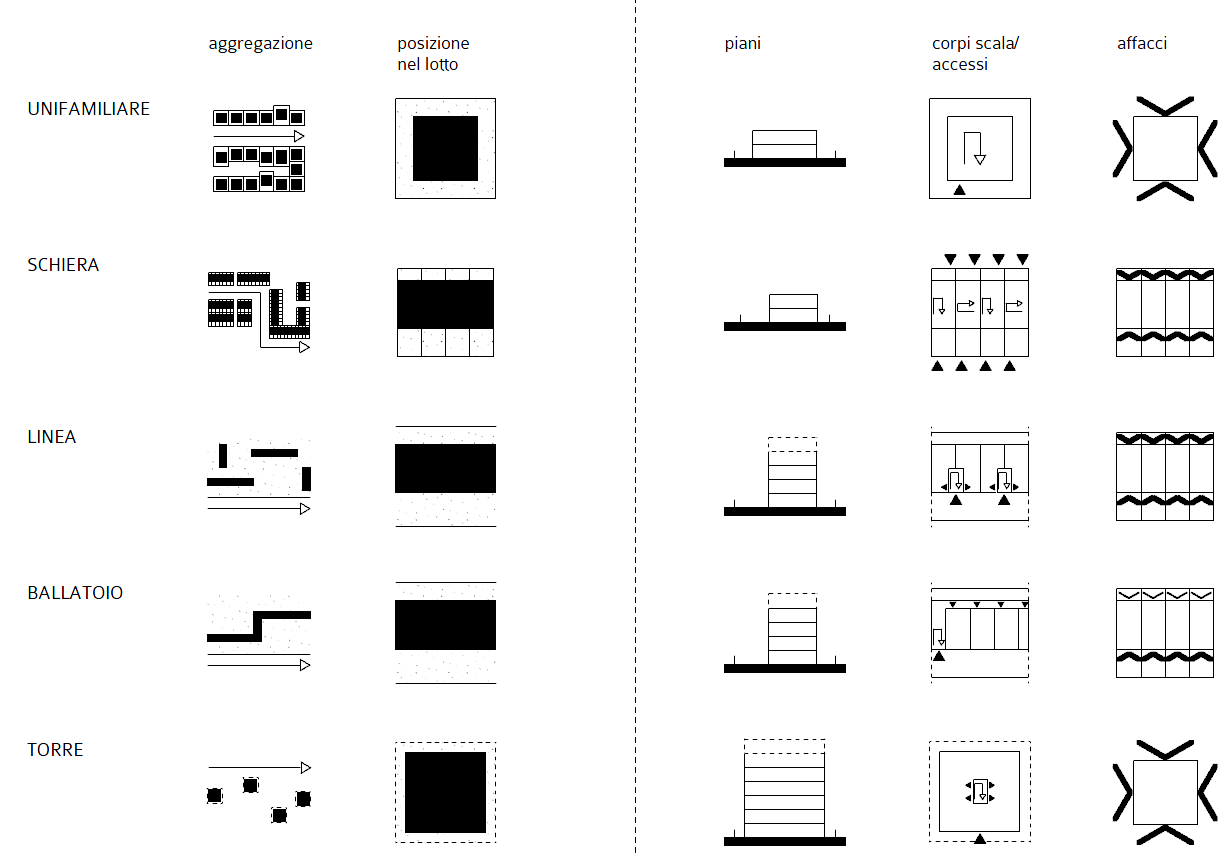 aggregazione
posizione
nel lotto
piani
corpi scala/
accessi
affacci
UNIFAMILIARE
SCHIERA
LINEA
BALLATOIO
TORRE